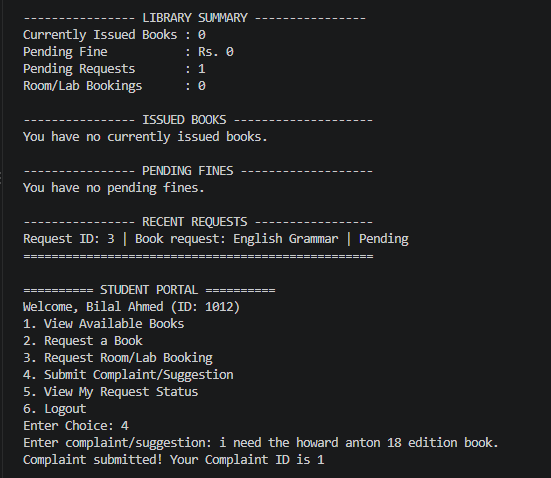 ---------------- LIBRARY SUMMARY ----------------
Currently Issued Books : 0
Pending Fine           : Rs. 0
Pending Requests       : 1
Room/Lab Bookings      : 0
---------------- ISSUED BOOKS --------------------
You have no currently issued books.
---------------- PENDING FINES -------------------
You have no pending fines.
---------------- RECENT REQUESTS -----------------
Request ID: 3 | Book request: English Grammar | Pending
==================================================
========== STUDENT PORTAL ==========
Welcome, Bilal Ahmed (ID: 1012)
1. View Available Books
2. Request a Book
3. Request Room/Lab Booking
4. Submit Complaint/Suggestion
5. View My Request Status
6. Logout
Enter Choice: 4
Enter complaint/suggestion: i need the howard anton 18 edition book.
Complaint submitted! Your Complaint ID is 1